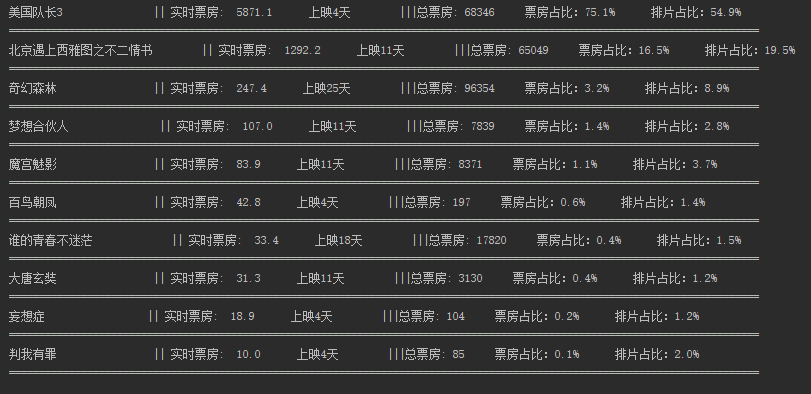 美国队长3 || 实时票房： 5871.1 上映4天 |||总票房：68346 票房占比：75.1% 排片占比：54.9%
北京遇上西雅图之不二情书 || 实时票房： 1292.2 上映11天 |||总票房：65049 票房占比：16.5% 排片占比：19.5%
奇幻森林 || 实时票房： 247.4 上映25天 |||总票房：96354 票房占比：3.2% 排片占比：8.9%
梦想合伙人 || 实时票房： 107.0 上映11天 |||总票房：7839 票房占比：1.4% 排片占比：2.8%
魔宫魅影 || 实时票房： 83.9 上映11天 |||总票房：8371 票房占比：1.1% 排片占比：3.7%
百鸟朝凤 || 实时票房： 42.8 上映4天 |||总票房：197 票房占比：0.6% 排片占比：1.4%
谁的青春不迷茫 || 实时票房： 33.4 上映18天 |||总票房：17820 票房占比：0.4% 排片占比：1.5%
大唐玄奘 || 实时票房： 31.3 上映11天 |||总票房：3130 票房占比：0.4% 排片占比：1.2%
妄想症 || 实时票房： 18.9 上映4天 |||总票房：104 票房占比：0.2% 排片占比：1.2%
判我有罪 || 实时票房： 10.0 上映4天 |||总票房：85 票房占比：0.1% 排片占比：2.0%